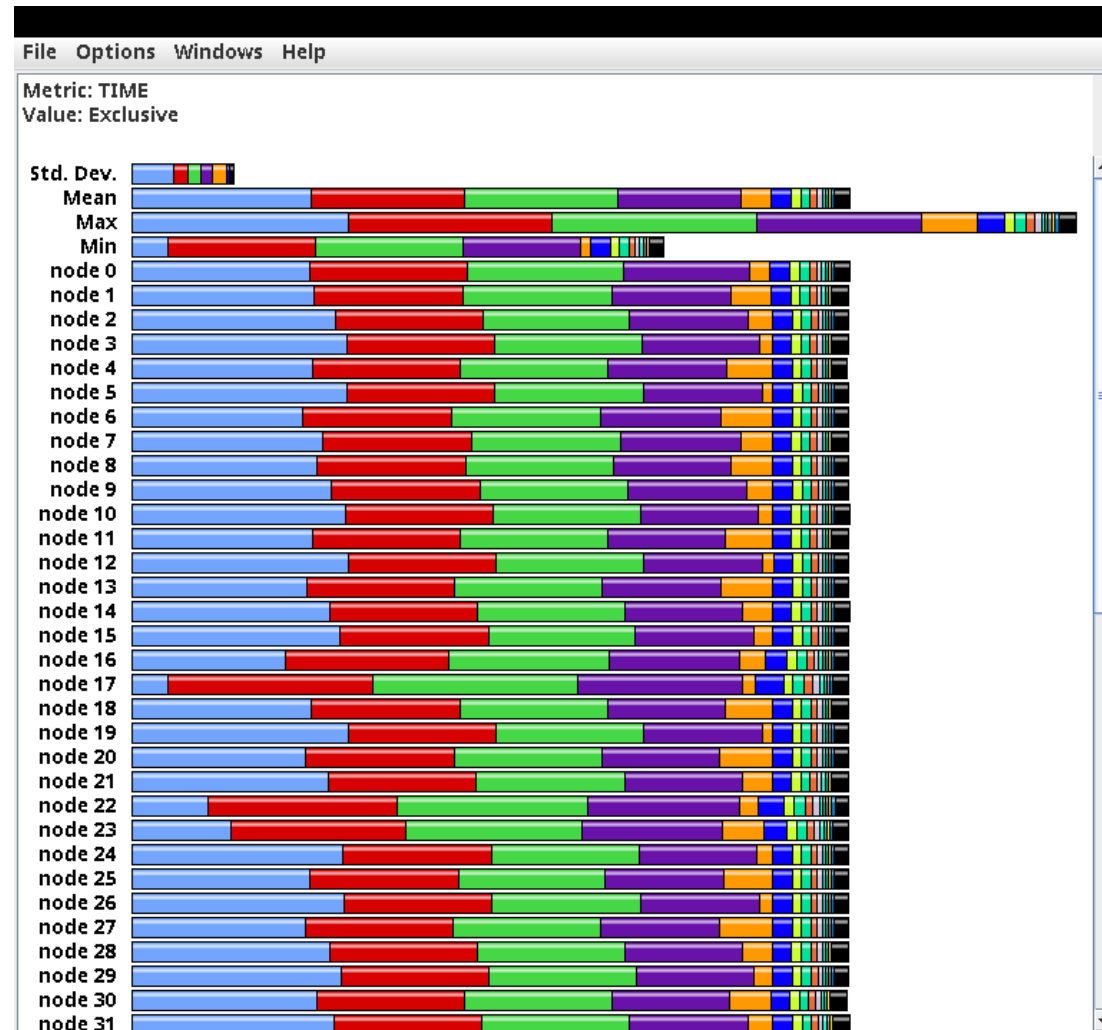 File Options Windows Help
Metric: TIME
Value: Exclusive
Std. Dev.
Mean
Max
Min
node 0
node 1
node 2
node 3
node 4
node 5
node 6
node 7
node 8
node 9
node 10
node 11
node 12
node 13
node 14
node 15
node 16
node 17
node 18
node 19
node 20
node 21
node 22
node 23
node 24
node 25
node 26
node 27
node 28
node 29
node 30
node 31